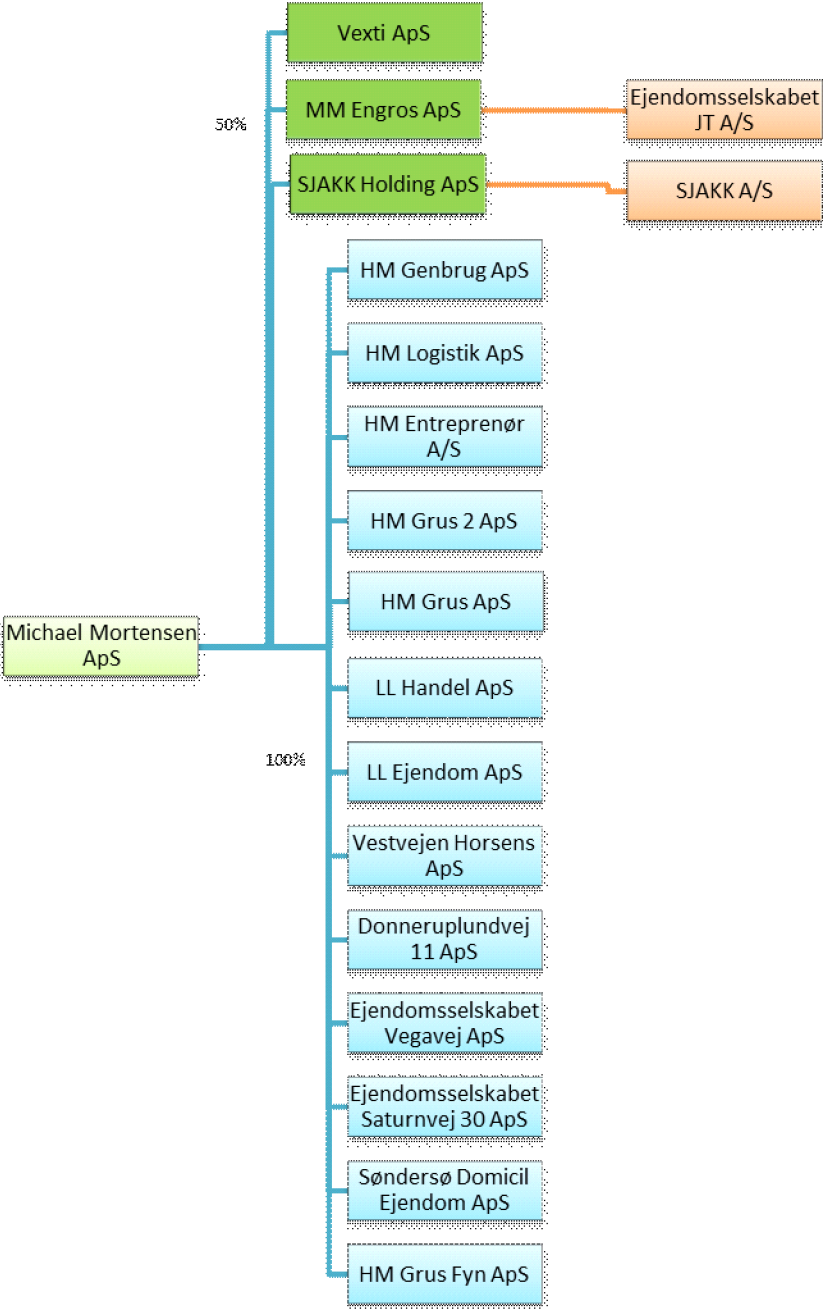 Vexti ApS
MM Engros ApS
Ejendomsselskabet
JT A/S
50%
SJAKK Holding ApS
SJAKK A/S
HM Genbrug ApS
HM Logistik ApS
HM Entreprenør
A/S
HM Grus 2 ApS
HM Grus ApS
Michael Mortensen
ApS
LL Handel ApS
100%
LL Ejendom ApS
Vestvejen Horsens
ApS
Donneruplundvej
11 ApS
Ejendomsselskabet
Vegavej ApS
Ejendomsselskabet
Saturnvej 30 ApS
Søndersø Domicil
Ejendom ApS
HM Grus Fyn ApS